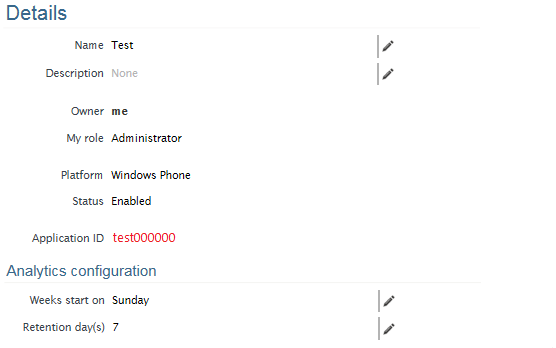 Details
Name Test
Description None
Owner me
My role Administrator
Platform Windows Phone
Status Enabled
Application ID test000000
Analytics configuration
Weeks start on Sunday
Retention day(s) 7